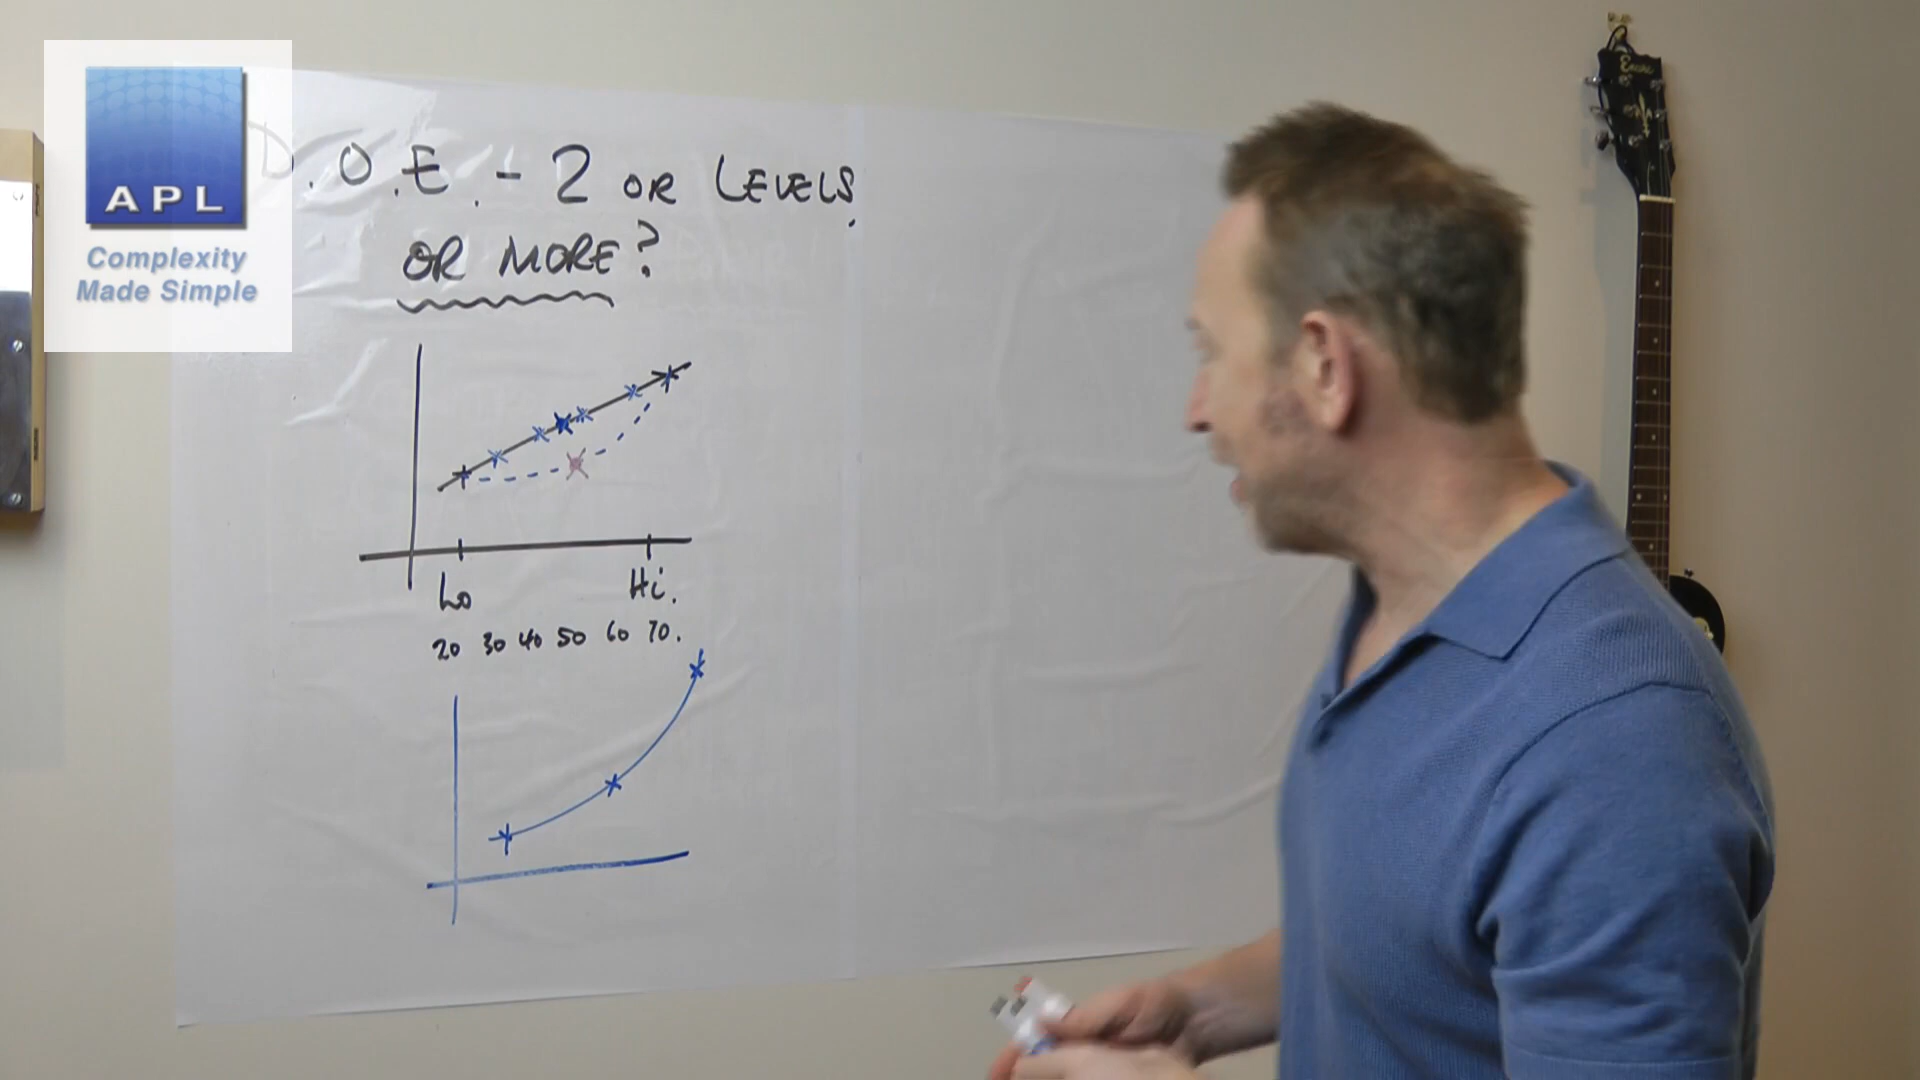 APL
Complexity
Made Simple
D.O.E. - 2 OR LEVELS.
OR MORE?
Lo Hi.
20 30 40 50 60 70.